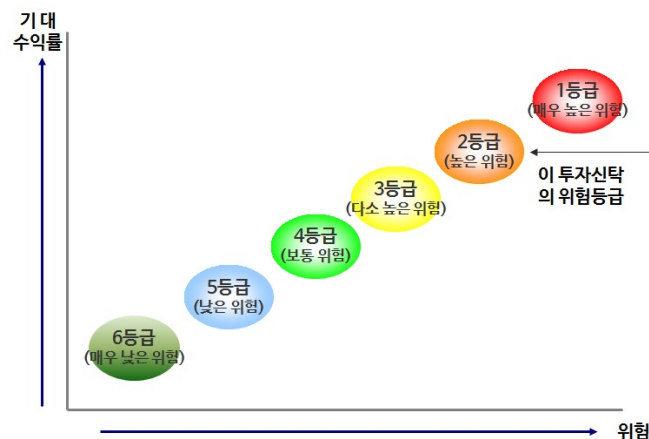 기 대
수익률
1등급
(매우 높은 위험)
2등급
(높은 위험)
이 투자신탁
의 위험등급
3등급
(다소 높은 위험)
4등급
(보통 위험)
5등급
(낮은 위험)
6등급
(매우 낮은 위험)
위험